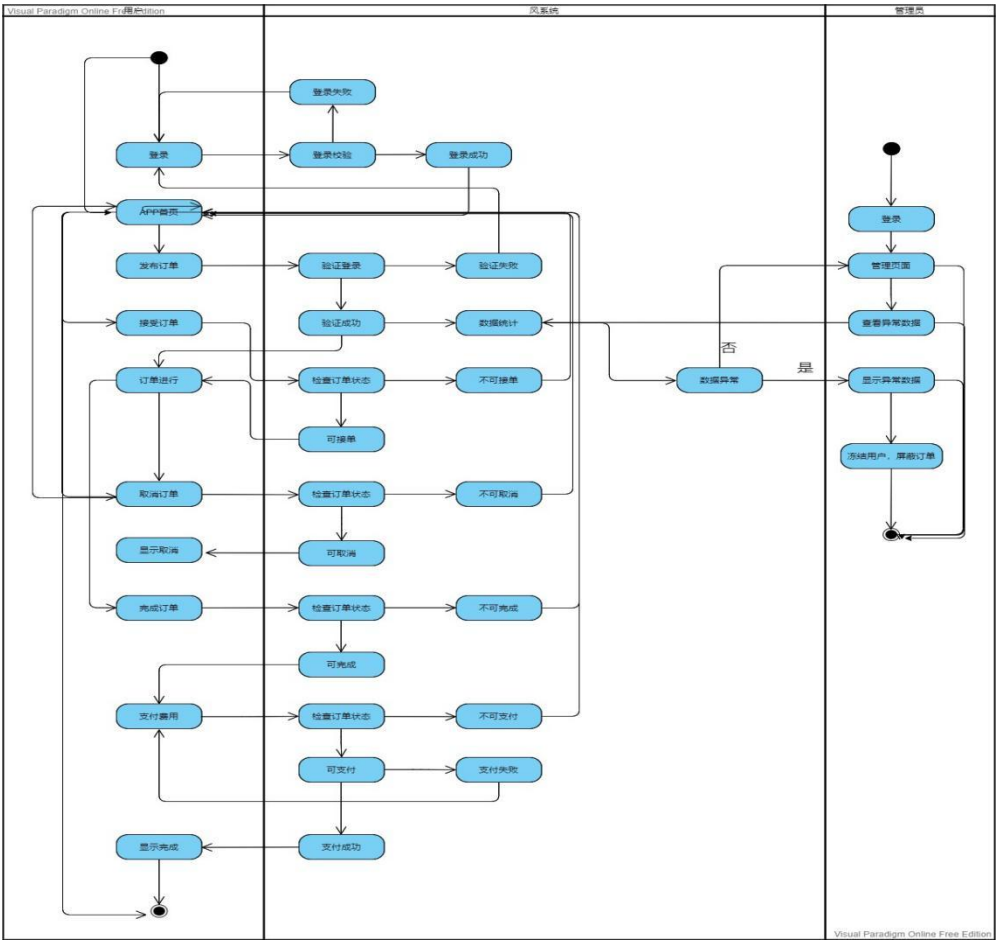 Visual Paradigm Online Free Edition
用户
风系统
管理员
登录失败
登录
登录校验
登录成功
登录
APP首页
发布订单
验证登录
验证失败
管理页面
接受订单
验证成功
数据统计
查看异常数据
否
订单进行
检查订单状态
不可接单
数据异常
是
显示异常数据
可接单
冻结用户，屏蔽订单
取消订单
检查订单状态
不可取消
显示取消
可取消
完成订单
检查订单状态
不可完成
可完成
支付费用
检查订单状态
不可支付
可支付
支付失败
显示完成
支付成功
Visual Paradigm Online Free Edition